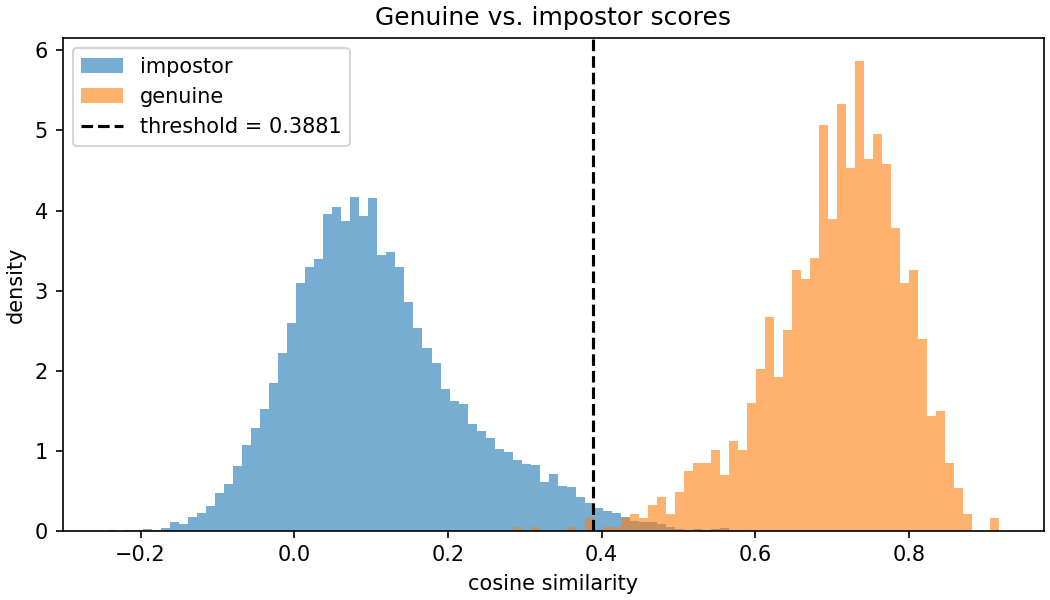 Genuine vs. impostor scores
impostor
genuine
threshold = 0.3881
6
5
4
3
2
1
0
density
−0.2
0.0
0.2
0.4
0.6
0.8
cosine similarity